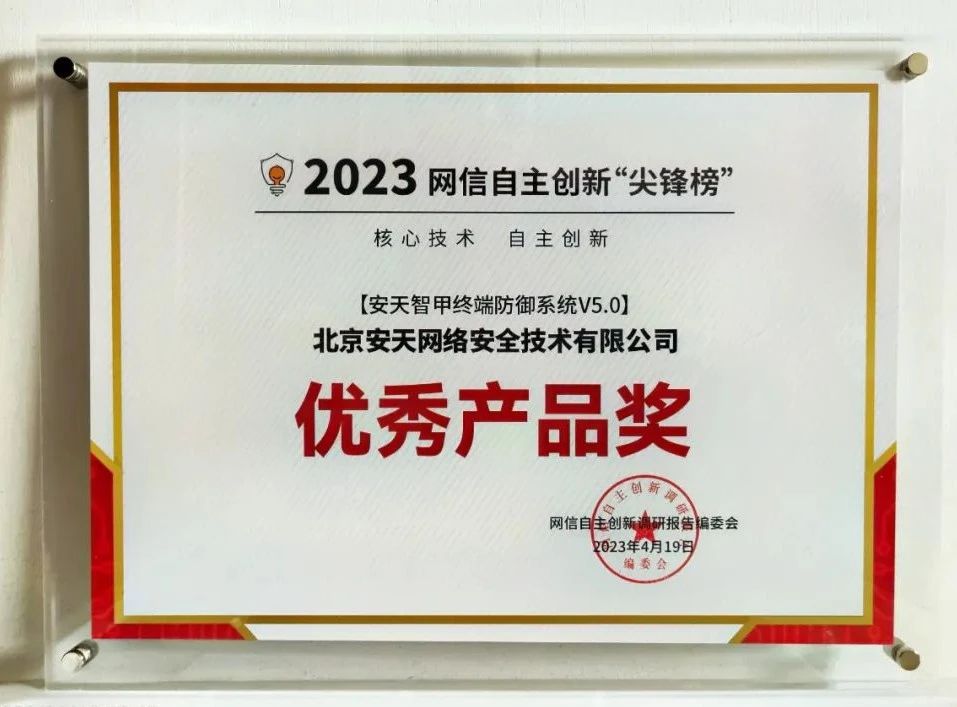 2023 网信自主创新“尖锋榜”
核心技术 自主创新
【安天智甲终端防御系统V5.0】
北京安天网络安全技术有限公司
优秀产品奖
网信自主创新调研报告编委会
2023年4月19日
编委会